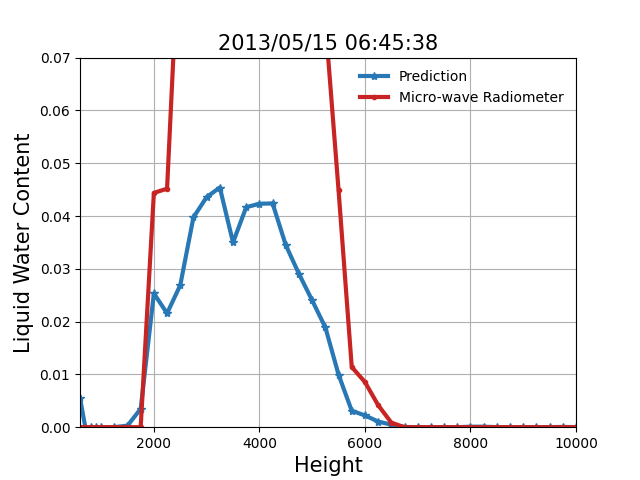 2013/05/15 06:45:38
Prediction
Micro-wave Radiometer
Liquid Water Content
0.07
0.06
0.05
0.04
0.03
0.02
0.01
0.00
2000 4000 6000 8000 10000
Height